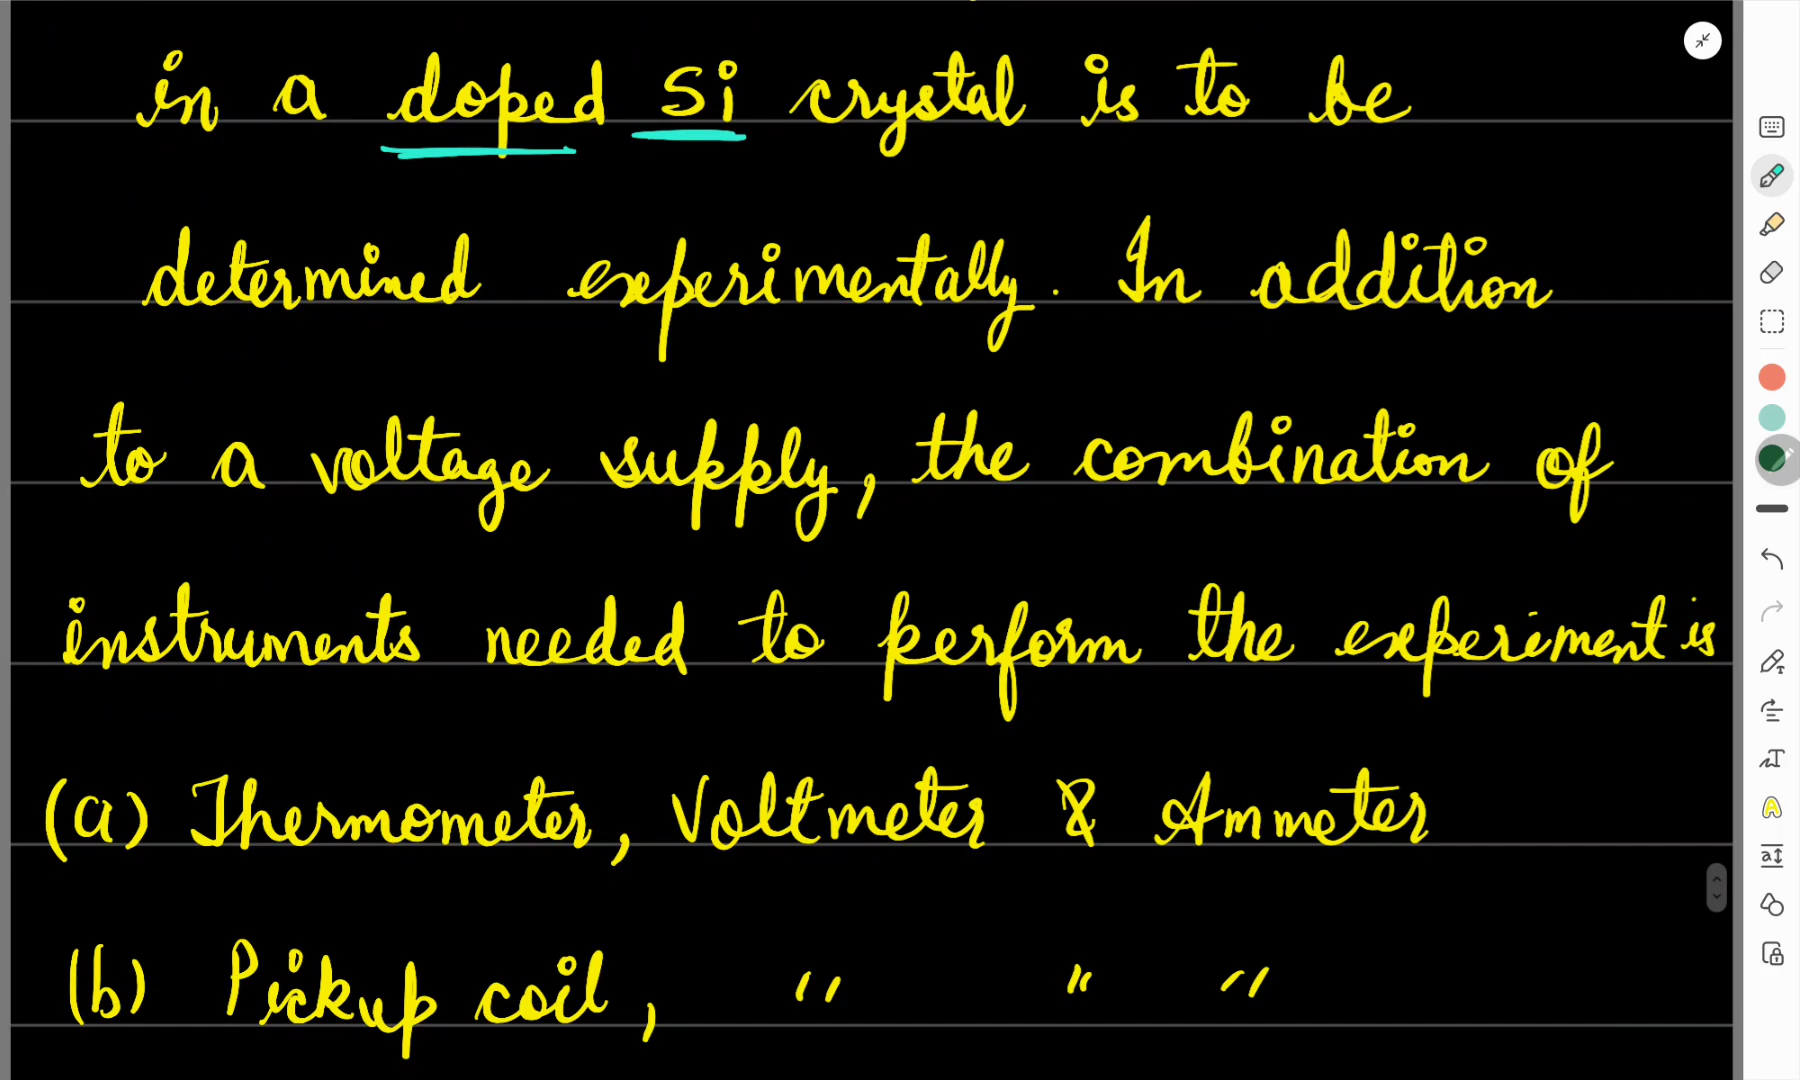 in a doped Si crystal is to be
determined experimentally. In addition
to a voltage supply, the combination of
instruments needed to perform the experiment is
(a) Thermometer, Voltmeter & Ammeter
(b) Pickup coil, " " "